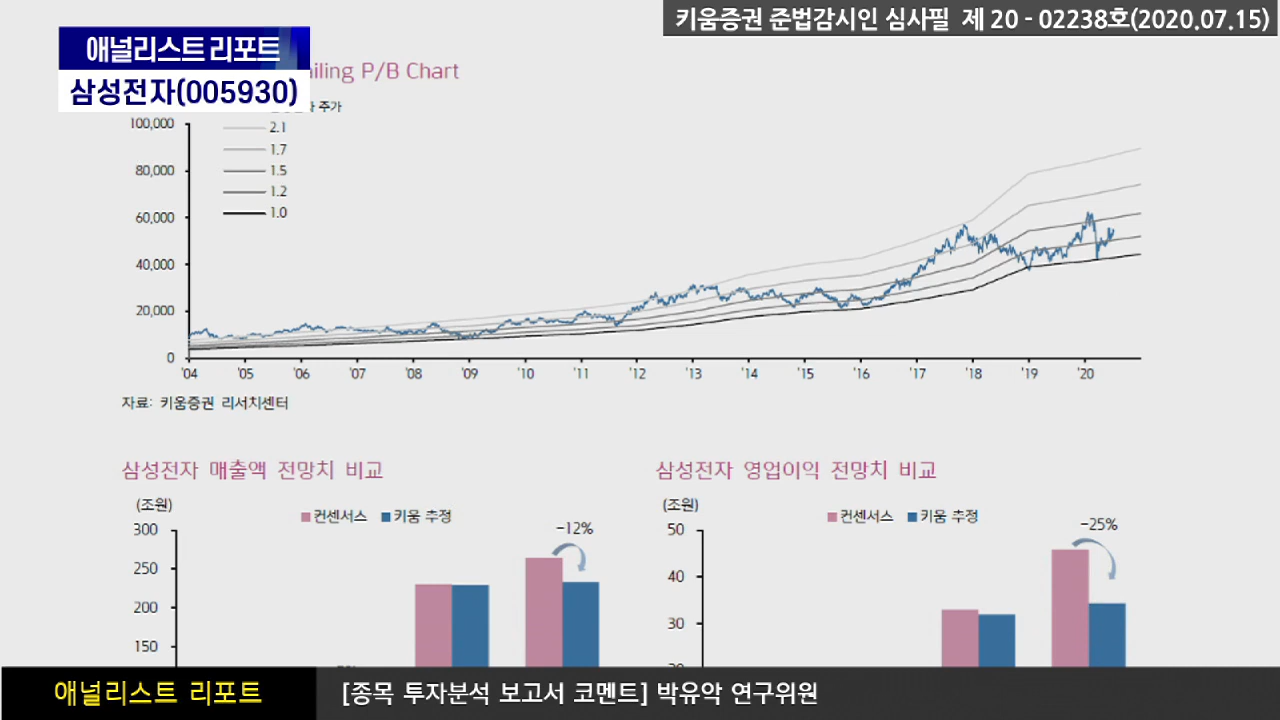 키움증권 준법감시인 심사필 제 20 - 02238호(2020.07.15)
애널리스트 리포트
삼성전자(005930)
iling P/B Chart
주가
100,000
80,000
60,000
40,000
20,000
0
2.1
1.7
1.5
1.2
1.0
'04 '05 '06 '07 '08 '09 '10 '11 '12 '13 '14 '15 '16 '17 '18 '19 '20
자료: 키움증권 리서치센터
삼성전자 매출액 전망치 비교
(조원)
컨센서스 키움 추정
300
250
200
150
-12%
삼성전자 영업이익 전망치 비교
(조원)
컨센서스 키움 추정
50
40
30
-25%
애널리스트 리포트
[종목 투자분석 보고서 코멘트] 박유악 연구위원